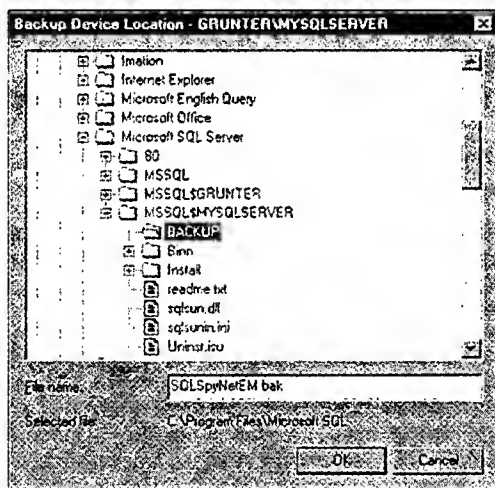 Backup Device Location - GRUNTER\MYSQLSERVER
Imation
Internet Explorer
Microsoft English Query
Microsoft Office
Microsoft SQL Server
80
MSSQL
MSSQL$GRUNTER
MSSQL$MYSQLSERVER
BACKUP
Binn
Install
readme.txt
sqlsun.dll
sqlsunin.ini
Uninst.isu
File name: SQLSpyNetEM.bak
Selected file: C:\Program Files\Microsoft SQL
OK Cancel